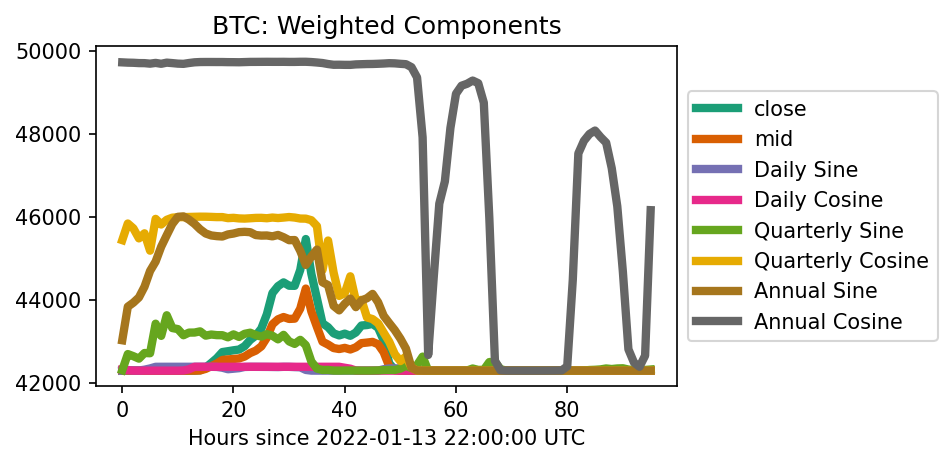 BTC: Weighted Components
50000
48000
46000
44000
42000
0
20
40
60
80
Hours since 2022-01-13 22:00:00 UTC
close
mid
Daily Sine
Daily Cosine
Quarterly Sine
Quarterly Cosine
Annual Sine
Annual Cosine